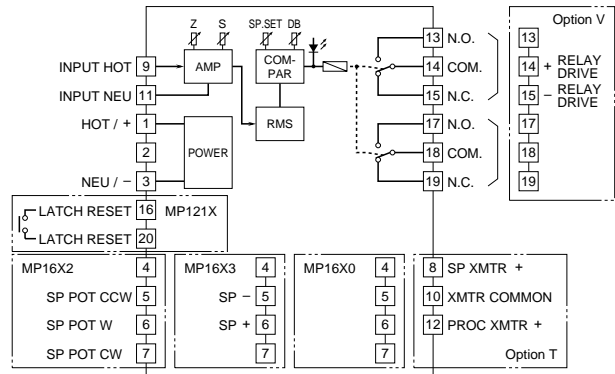 Z S SP.SET DB
Option V
INPUT HOT 9 AMP COM-PAR 13 N.O. 13
14 COM. 14 + RELAY DRIVE
INPUT NEU 11 15 N.C. 15 – RELAY DRIVE
RMS
HOT / + 1 17 N.O. 17
2 POWER 18 COM. 18
NEU / – 3 19 N.C. 19
LATCH RESET 16 MP121X
LATCH RESET 20
MP16X2 4 MP16X3 4 MP16X0 4 8 SP XMTR +
SP POT CCW 5 SP – 5 5 10 XMTR COMMON
SP POT W 6 SP + 6 6 12 PROC XMTR +
SP POT CW 7 7 7 Option T